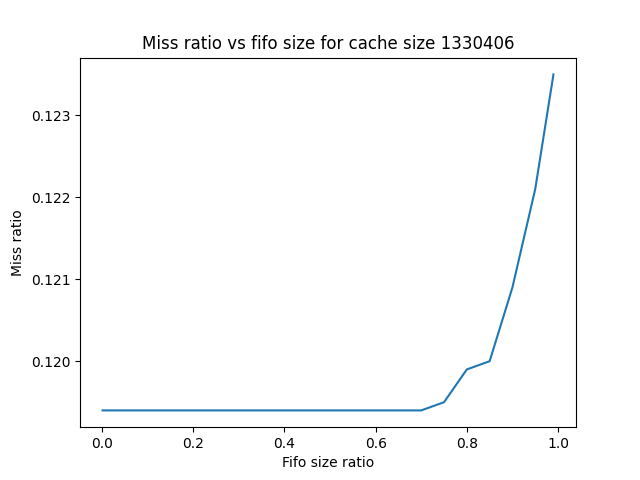 Miss ratio vs fifo size for cache size 1330406
0.123
0.122
0.121
0.120
Miss ratio
0.0 0.2 0.4 0.6 0.8 1.0
Fifo size ratio